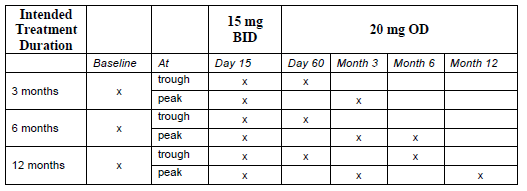 Intended Treatment Duration 15 mg BID 20 mg OD
Baseline At Day 15 Day 60 Month 3 Month 6 Month 12
3 months x trough x x
peak x x
6 months x trough x x
peak x x x
12 months x trough x x x
peak x x x